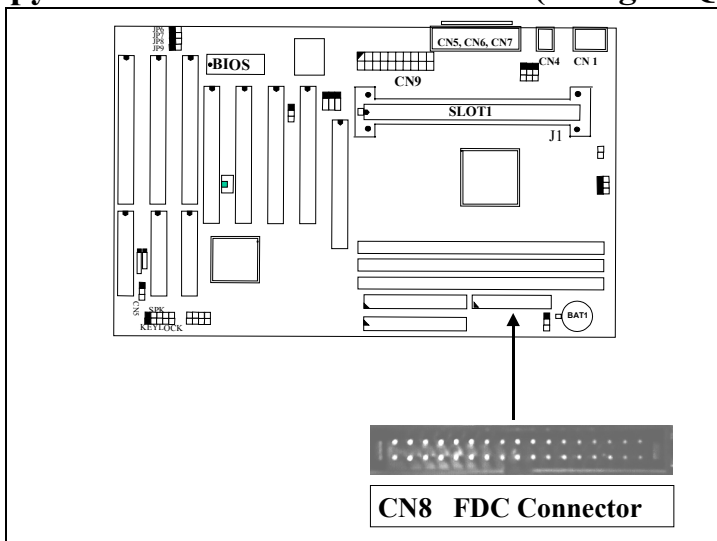 JP6
JP7
JP8
JP9
BIOS
CN5, CN6, CN7
CN4
CN 1
CN9
SLOT1
J1
SPK
KEYLOCK
BAT1
CN8 FDC Connector